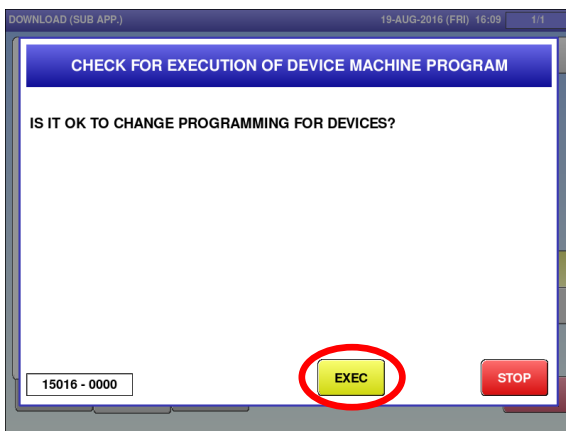 DOWNLOAD (SUB APP.) 19-AUG-2016 (FRI) 16:09 1/1
CHECK FOR EXECUTION OF DEVICE MACHINE PROGRAM
IS IT OK TO CHANGE PROGRAMMING FOR DEVICES?
15016 - 0000 EXEC STOP